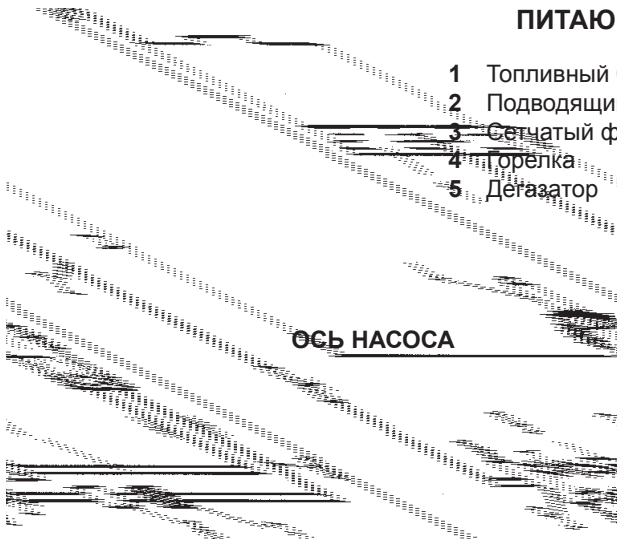 ПИТАЮ
1 Топливный
2 Подводящи
3 Сетчатый ф
4 Горелка
5 Дегазатор
ОСЬ НАСОСА